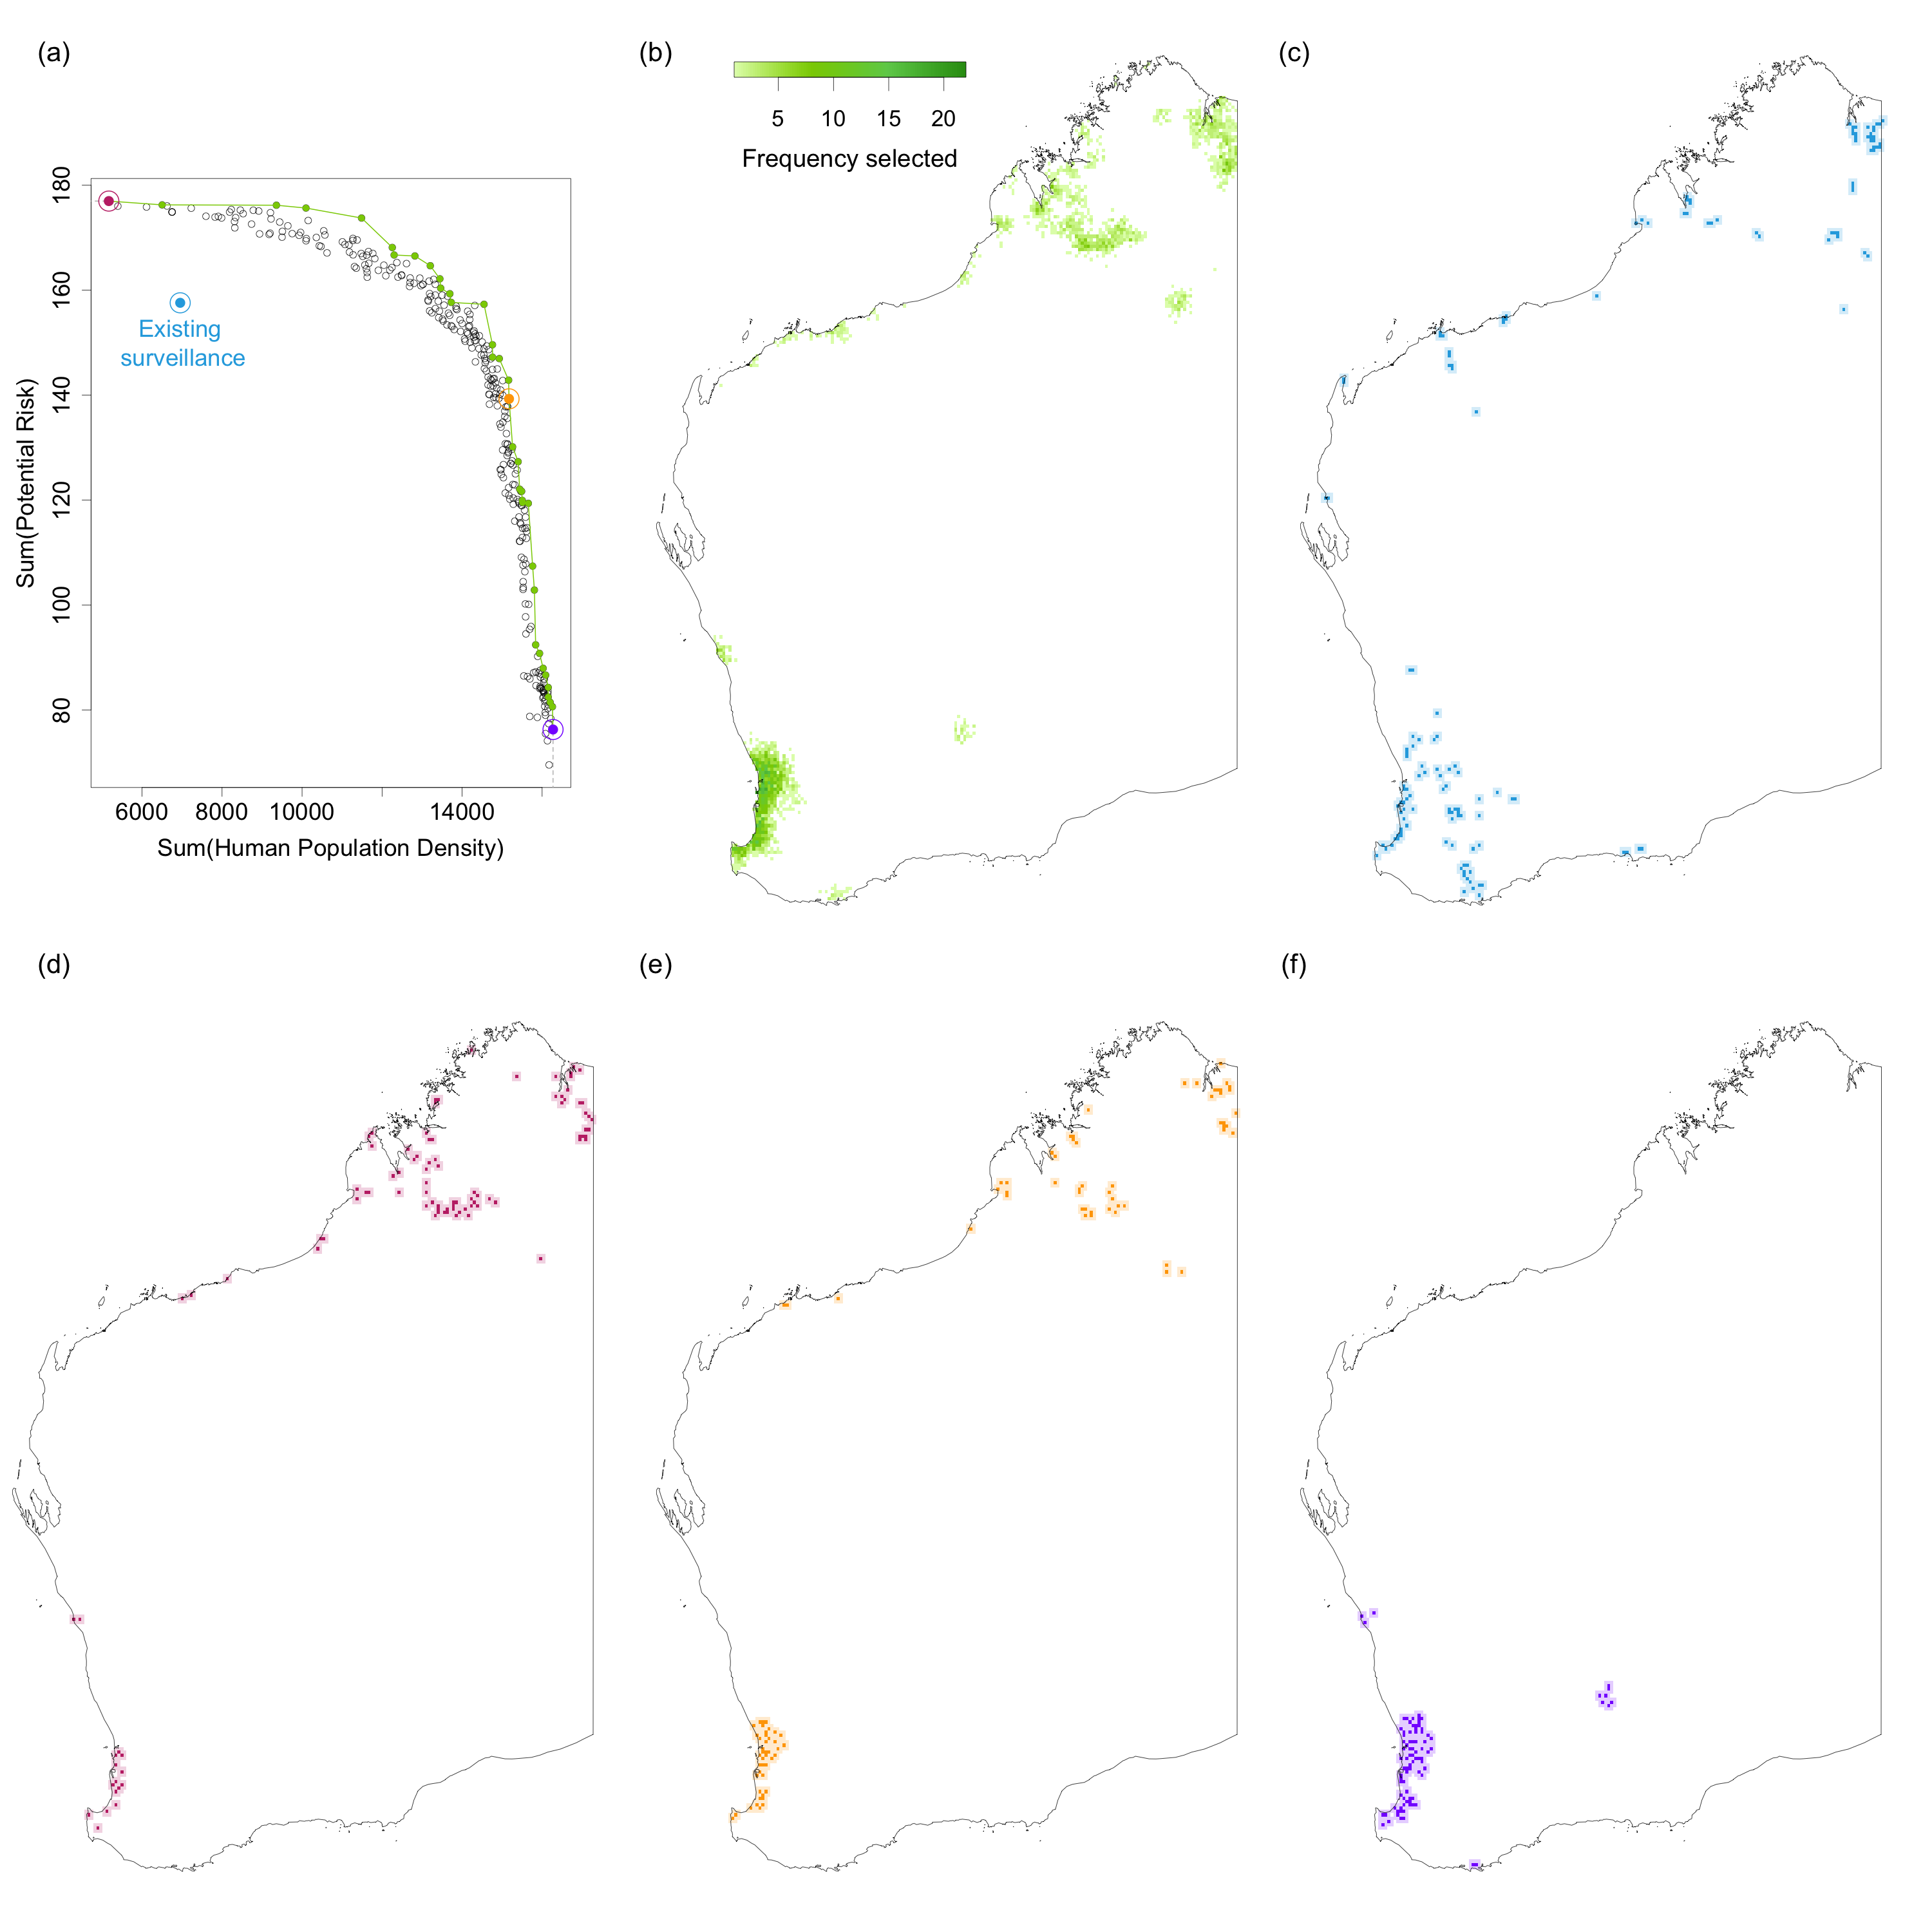 (a)
180
160
140
120
100
80
Sum(Potential Risk)
Existing
surveillance
6000 8000 10000 14000
Sum(Human Population Density)
(b)
5 10 15 20
Frequency selected
(c)
(d)
(e)
(f)